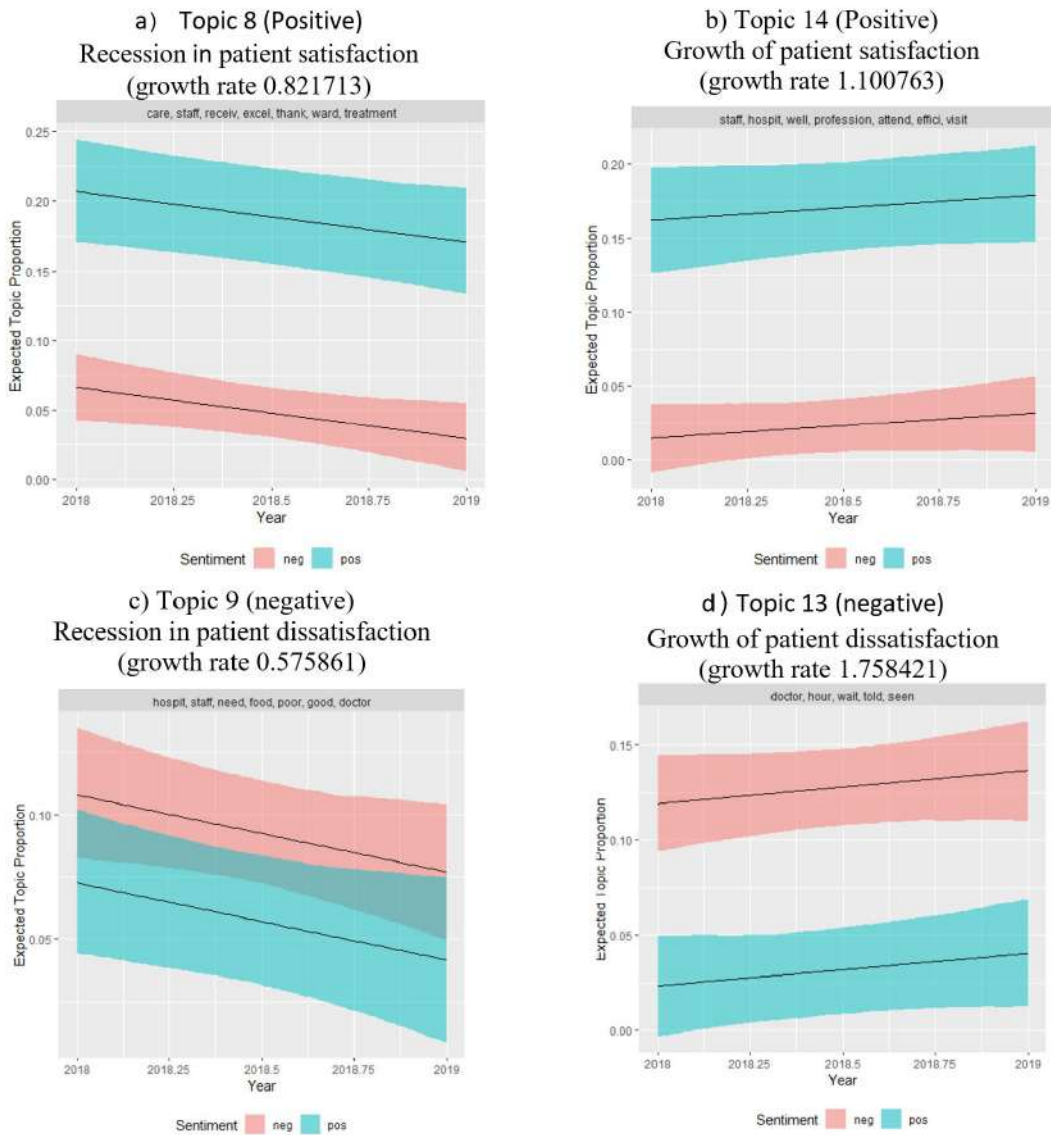 a) Topic 8 (Positive)
Recession in patient satisfaction
(growth rate 0.821713)
care, staff, receiv, excel, thank, ward, treatment
0.25
0.20
0.15
0.10
0.05
0.00
Expected Topic Proportion
2018 2018.25 2018.5 2018.75 2019
Year
Sentiment neg pos
b) Topic 14 (Positive)
Growth of patient satisfaction
(growth rate 1.100763)
staff, hospit, well, profession, attend, effici, visit
0.20
0.15
0.10
0.05
0.00
Expected Topic Proportion
2018 2018.25 2018.5 2018.75 2019
Year
Sentiment neg pos
c) Topic 9 (negative)
Recession in patient dissatisfaction
(growth rate 0.575861)
hospit, staff, need, food, poor, good, doctor
0.10
0.05
Expected Topic Proportion
2018 2018.25 2018.5 2018.75 2019
Year
Sentiment neg pos
d) Topic 13 (negative)
Growth of patient dissatisfaction
(growth rate 1.758421)
doctor, hour, wait, told, seen
0.15
0.10
0.05
0.00
Expected Topic Proportion
2018 2018.25 2018.5 2018.75 2019
Year
Sentiment neg pos